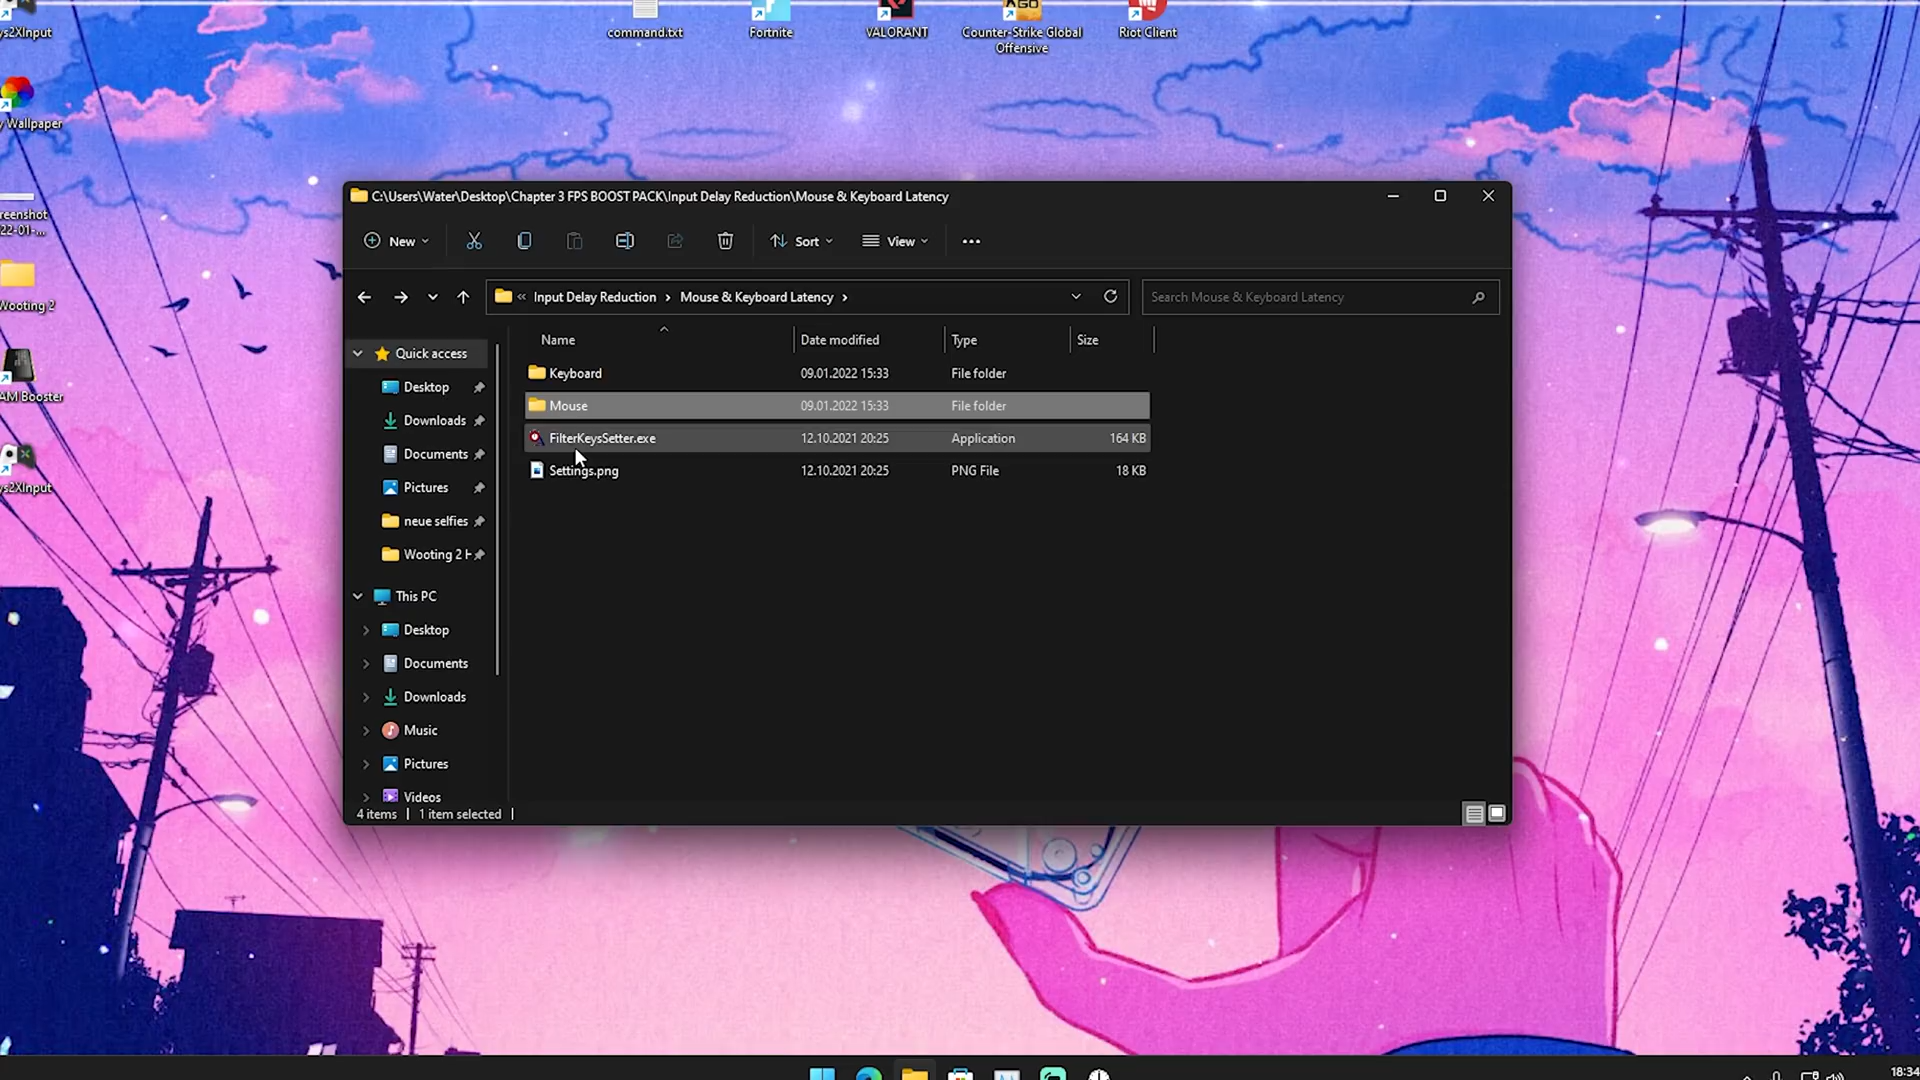 ys2XInput
command.txt
Fortnite
VALORANT
Counter-Strike Global
Offensive
Riot Client
y Wallpaper
reenshot
22-01-...
Wooting 2
AM Booster
ys2XInput
C:\Users\Water\Desktop\Chapter 3 FPS BOOST PACK\Input Delay Reduction\Mouse & Keyboard Latency
New
Sort
View
Input Delay Reduction
Mouse & Keyboard Latency
Search Mouse & Keyboard Latency
Name Date modified Type Size
Keyboard 09.01.2022 15:33 File folder
Mouse 09.01.2022 15:33 File folder
FilterKeysSetter.exe 12.10.2021 20:25 Application 164 KB
Settings.png 12.10.2021 20:25 PNG File 18 KB
Quick access
Desktop
Downloads
Documents
Pictures
neue selfies
Wooting 2 H
This PC
Desktop
Documents
Downloads
Music
Pictures
Videos
4 items 1 item selected
18:34